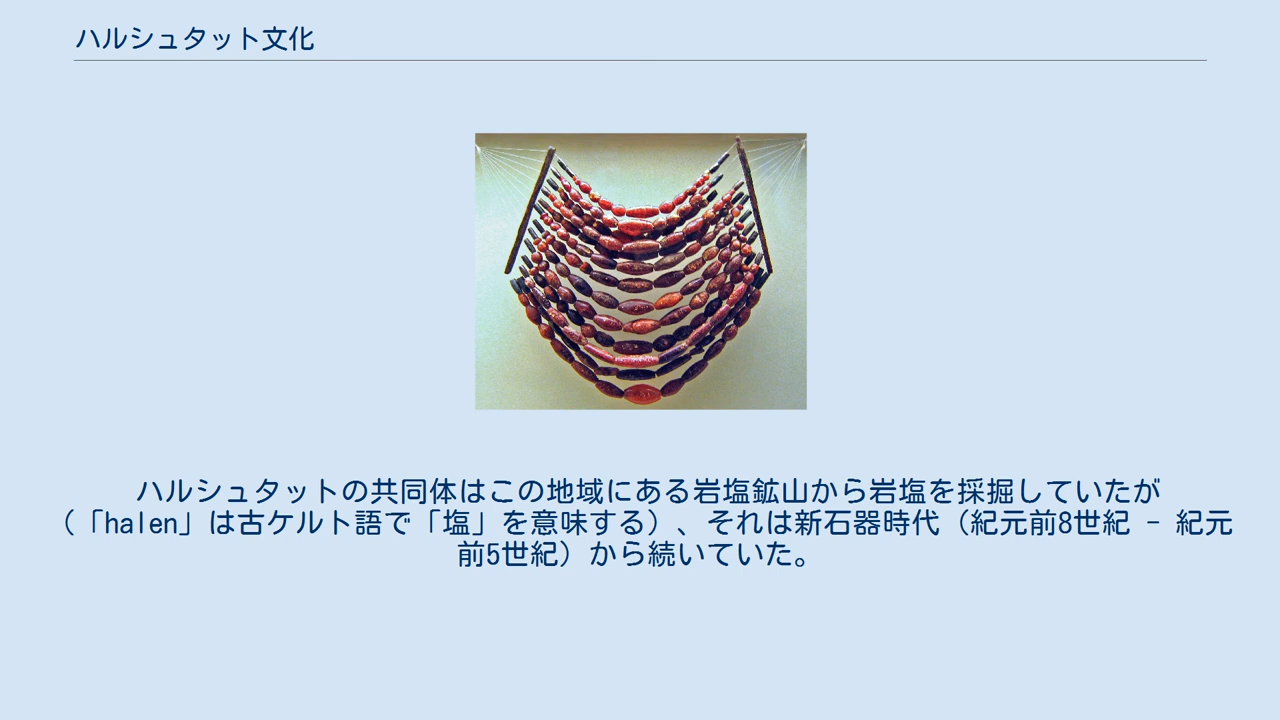 ハルシュタット文化
ハルシュタットの共同体はこの地域にある岩塩鉱山から岩塩を採掘していたが
（「halen」は古ケルト語で「塩」を意味する）、それは新石器時代（紀元前8世紀 - 紀元
前5世紀）から続いていた。